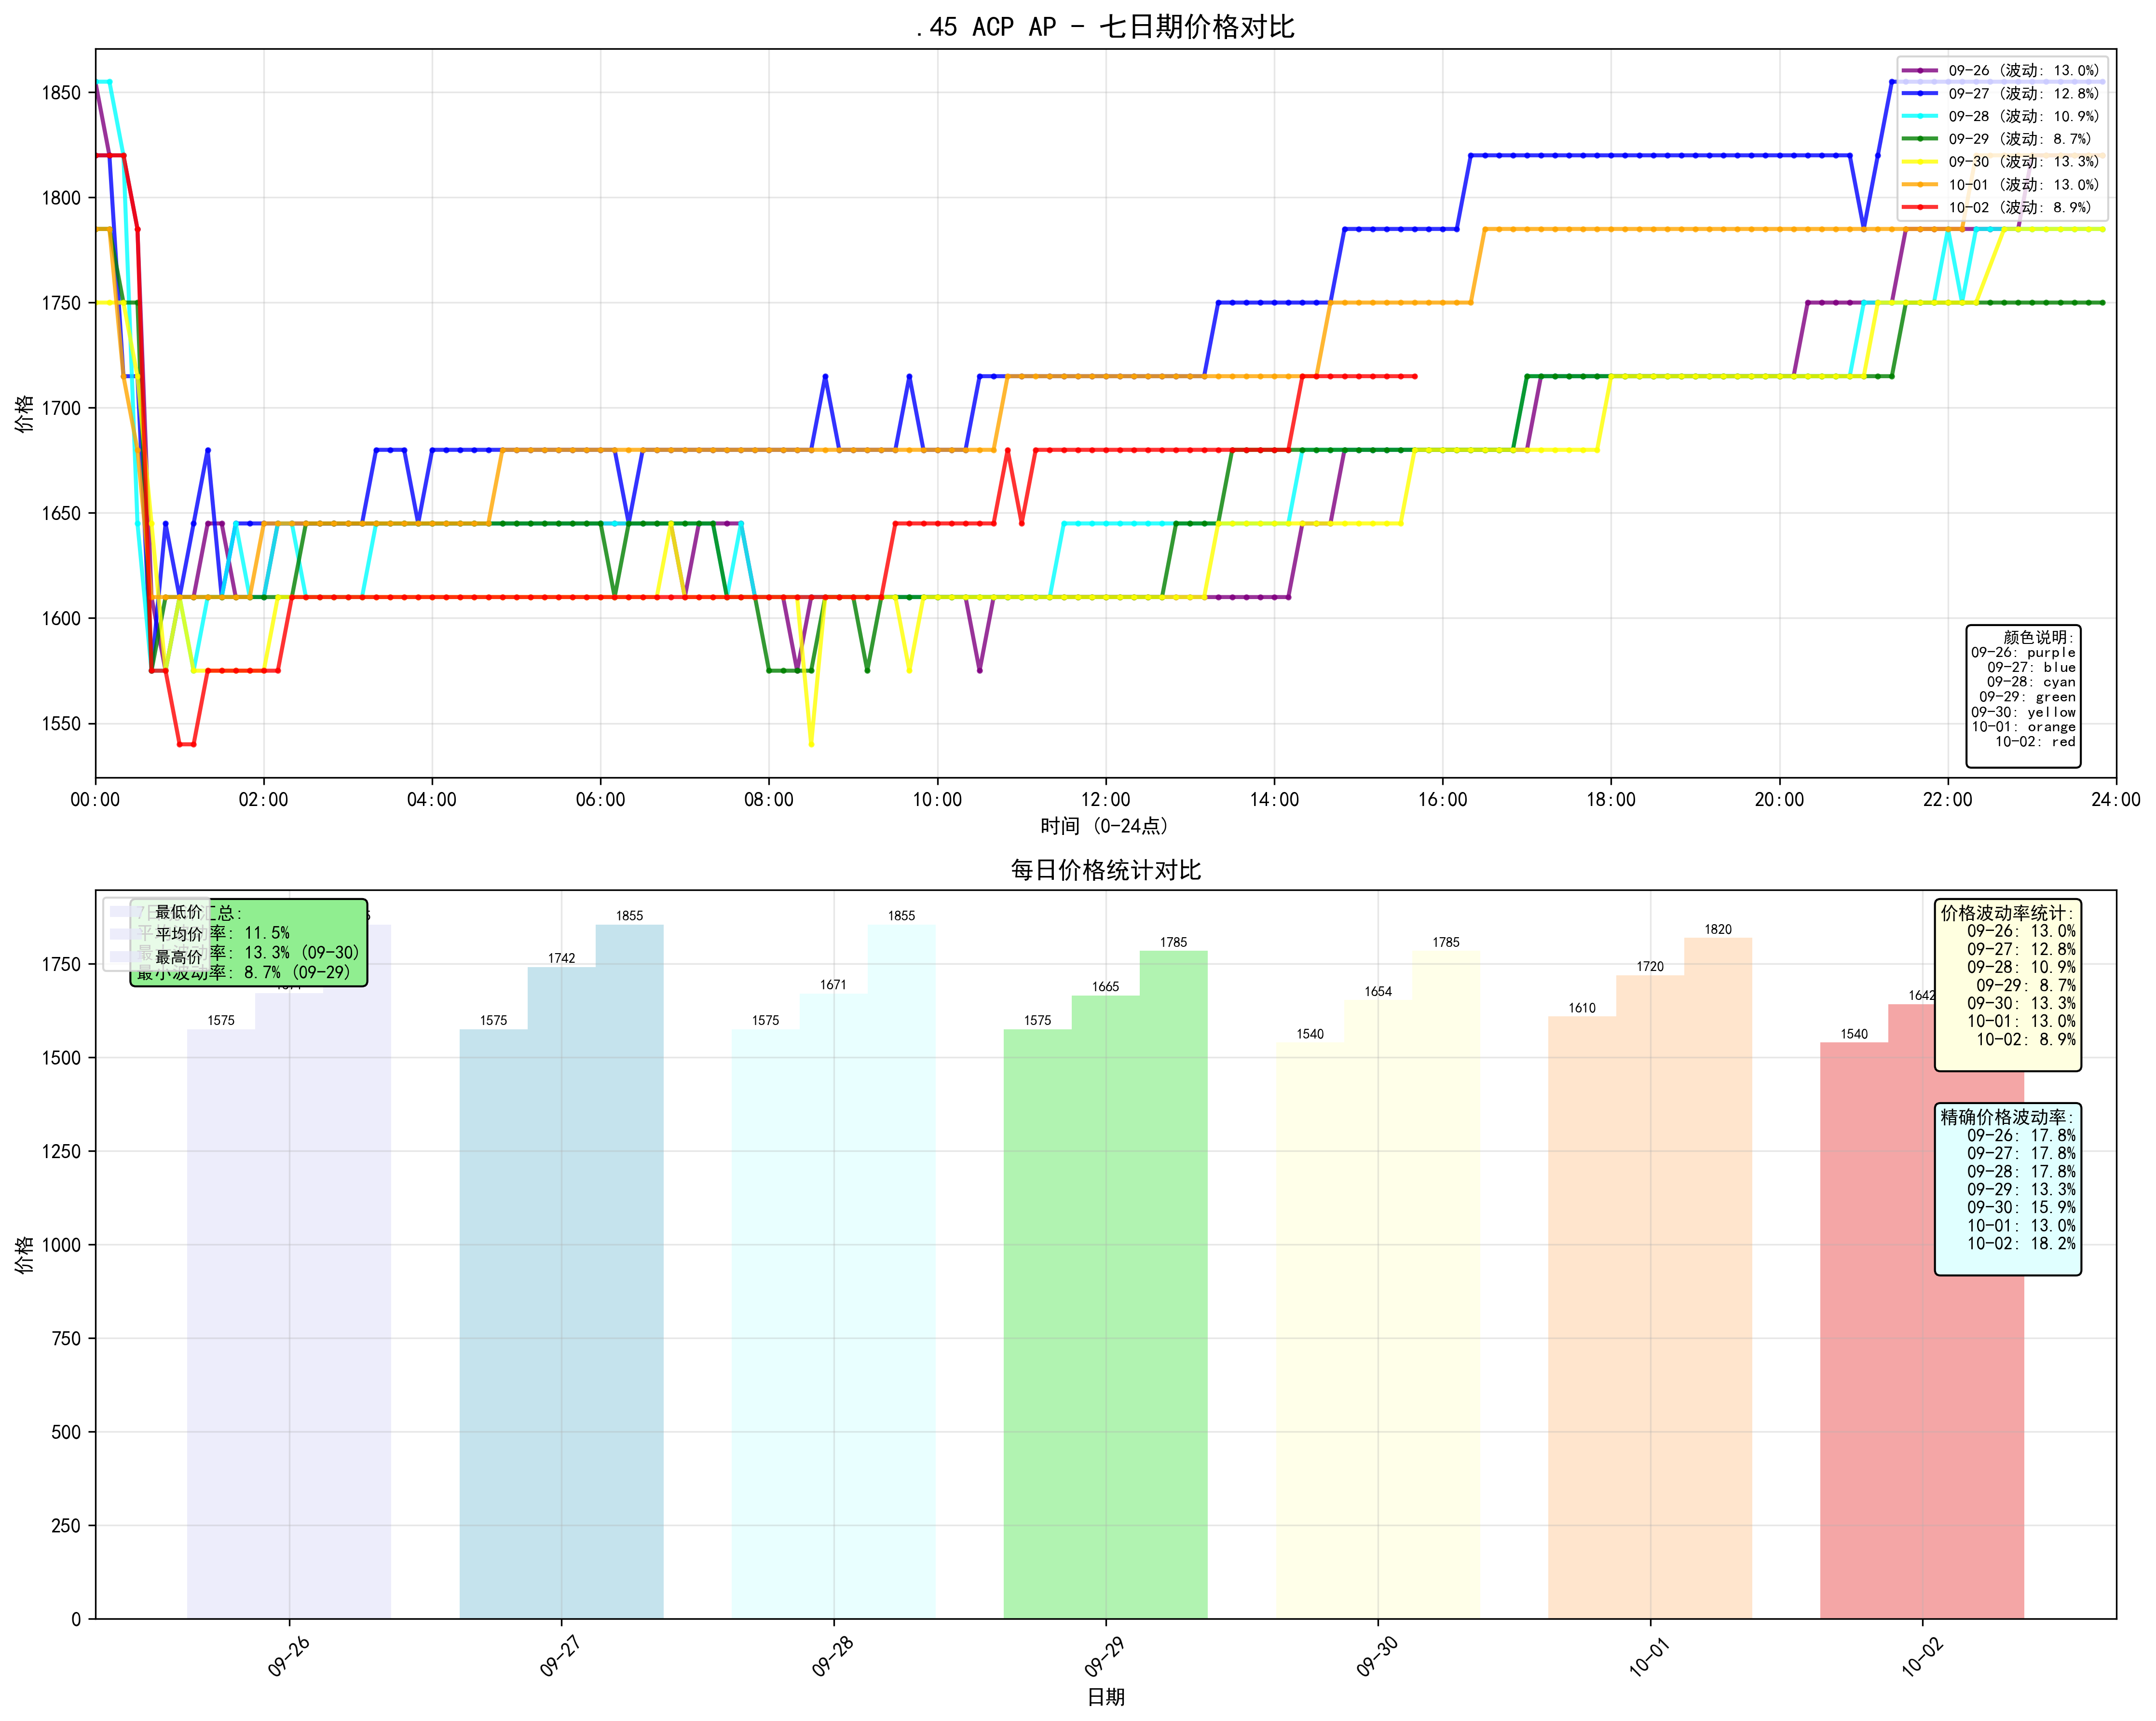 .45 ACP AP - 七日期价格对比
价格
1850
1800
1750
1700
1650
1600
1550
09-26 (波动: 13.0%)
09-27 (波动: 12.8%)
09-28 (波动: 10.9%)
09-29 (波动: 8.7%)
09-30 (波动: 13.3%)
10-01 (波动: 13.0%)
10-02 (波动: 8.9%)
颜色说明:
09-26: purple
09-27: blue
09-28: cyan
09-29: green
09-30: yellow
10-01: orange
10-02: red
00:00 02:00 04:00 06:00 08:00 10:00 12:00 14:00 16:00 18:00 20:00 22:00 24:00
时间 (0-24点)
每日价格统计对比
价格
1750
1500
1250
1000
750
500
250
0
最低价
平均价
最高价
汇总:
率: 11.5%
率: 13.3% (09-30)
最小波动率: 8.7% (09-29)
1575
1575 1742 1855
1575 1671 1855
1575 1665 1785
1540 1654 1785
1610 1720 1820
1540 1642
价格波动率统计:
09-26: 13.0%
09-27: 12.8%
09-28: 10.9%
09-29: 8.7%
09-30: 13.3%
10-01: 13.0%
10-02: 8.9%
精确价格波动率:
09-26: 17.8%
09-27: 17.8%
09-28: 17.8%
09-29: 13.3%
09-30: 15.9%
10-01: 13.0%
10-02: 18.2%
09-26 09-27 09-28 09-29 09-30 10-01 10-02
日期